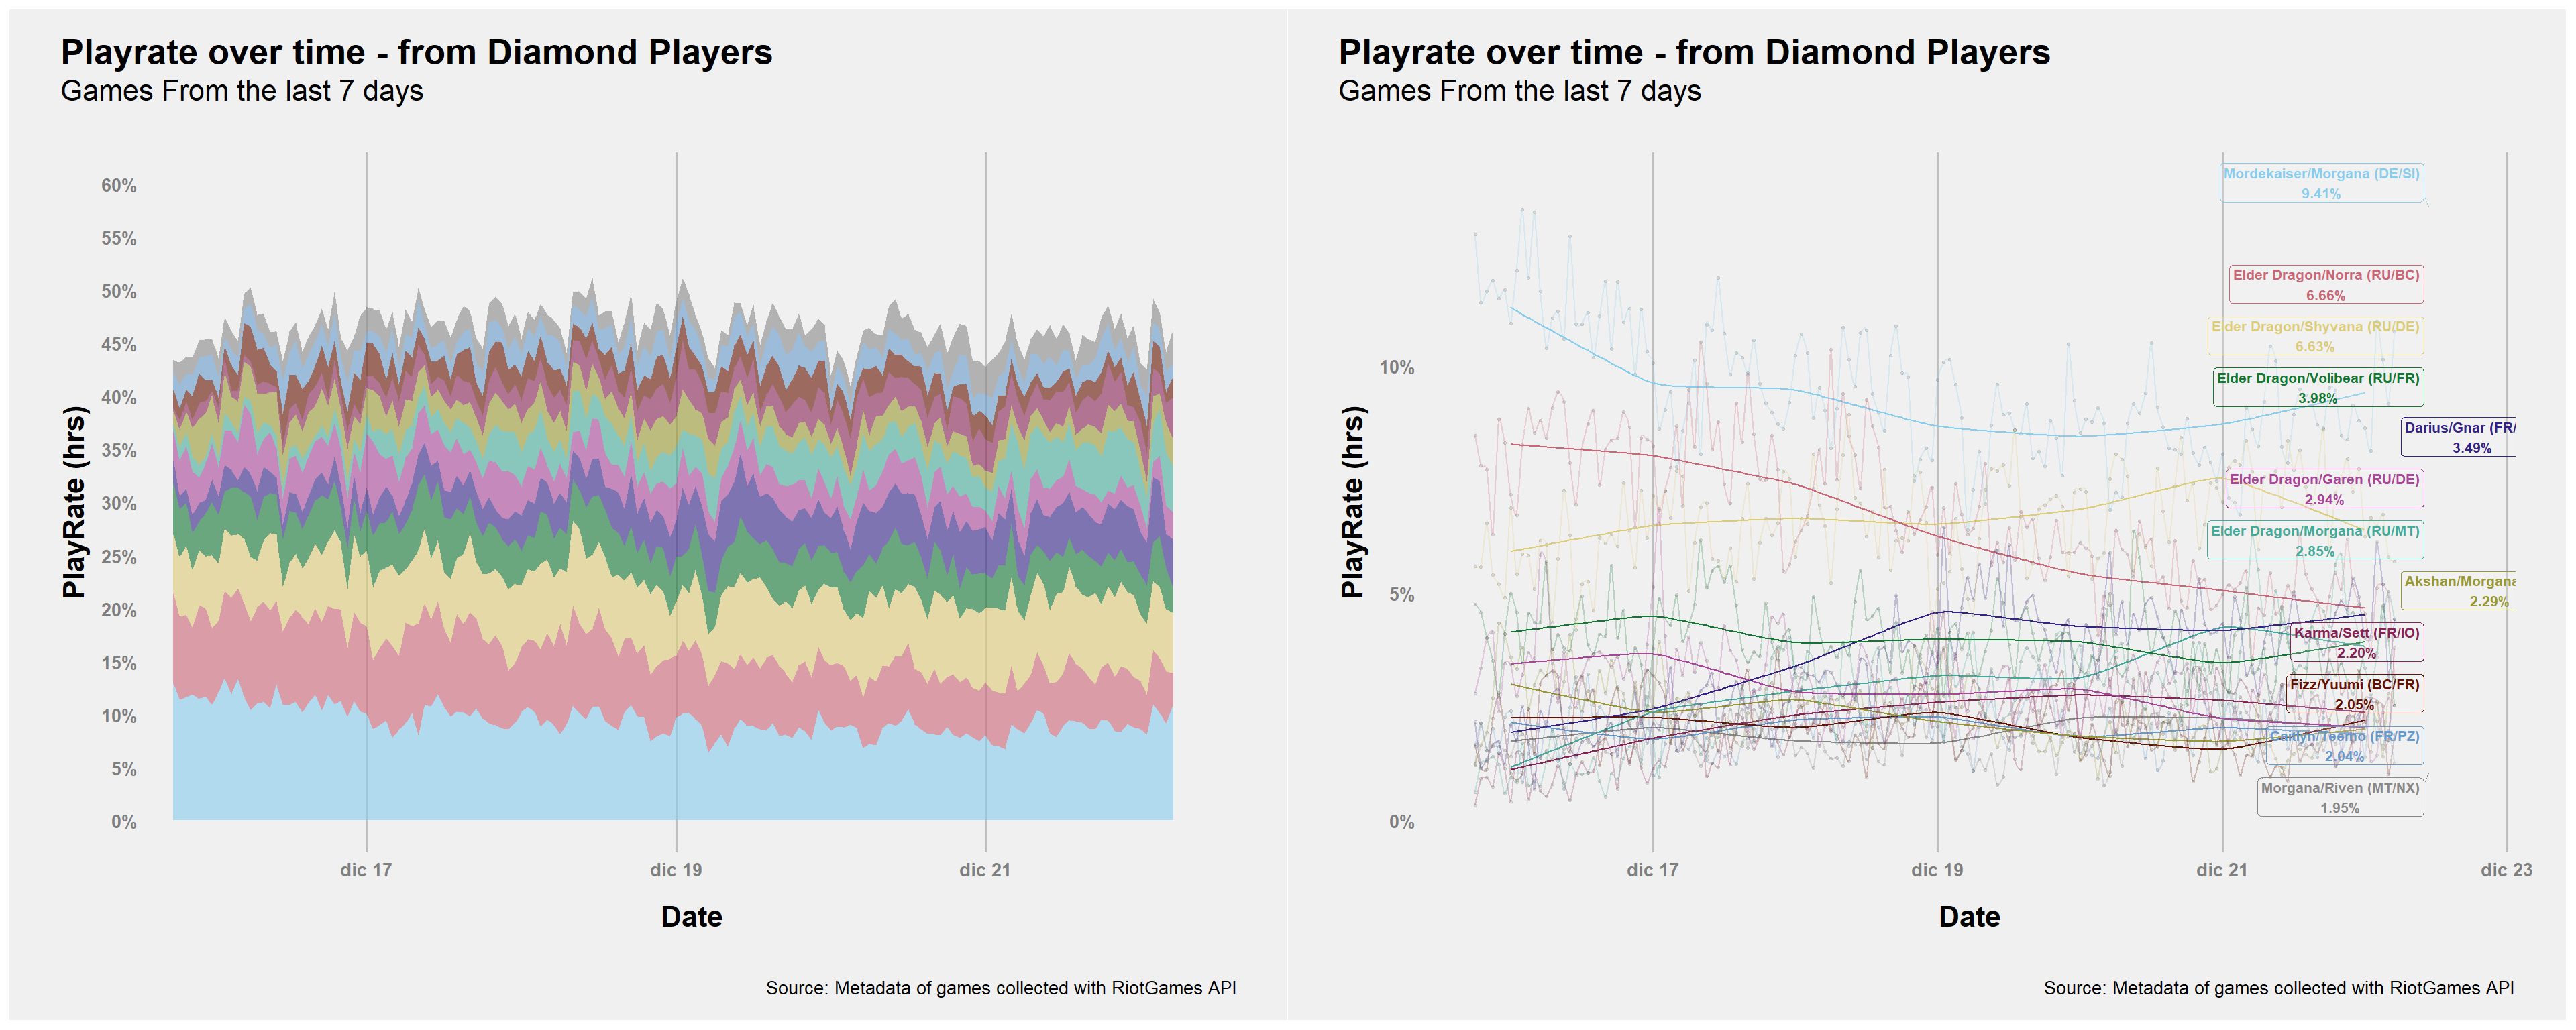 Playrate over time - from Diamond Players
Games From the last 7 days
60%
55%
50%
45%
40%
35%
30%
25%
20%
15%
10%
5%
0%
PlayRate (hrs)
dic 17
dic 19
dic 21
Date
Source: Metadata of games collected with RiotGames API
Playrate over time - from Diamond Players
Games From the last 7 days
10%
5%
0%
PlayRate (hrs)
Mordekaiser/Morgana (DE/SI)
9.41%
Elder Dragon/Norra (RU/BC)
6.66%
Elder Dragon/Shyvana (RU/DE)
6.63%
Elder Dragon/Volibear (RU/FR)
3.98%
Darius/Gnar (FR/
3.49%
Elder Dragon/Garen (RU/DE)
2.94%
Elder Dragon/Morgana (RU/MT)
2.85%
Akshan/Morgana
2.29%
Karma/Sett (FR/IO)
2.20%
Fizz/Yuumi (BC/FR)
2.05%
Caitlyn/Teemo (FR/PZ)
2.04%
Morgana/Riven (MT/NX)
1.95%
dic 17
dic 19
dic 21
dic 23
Date
Source: Metadata of games collected with RiotGames API